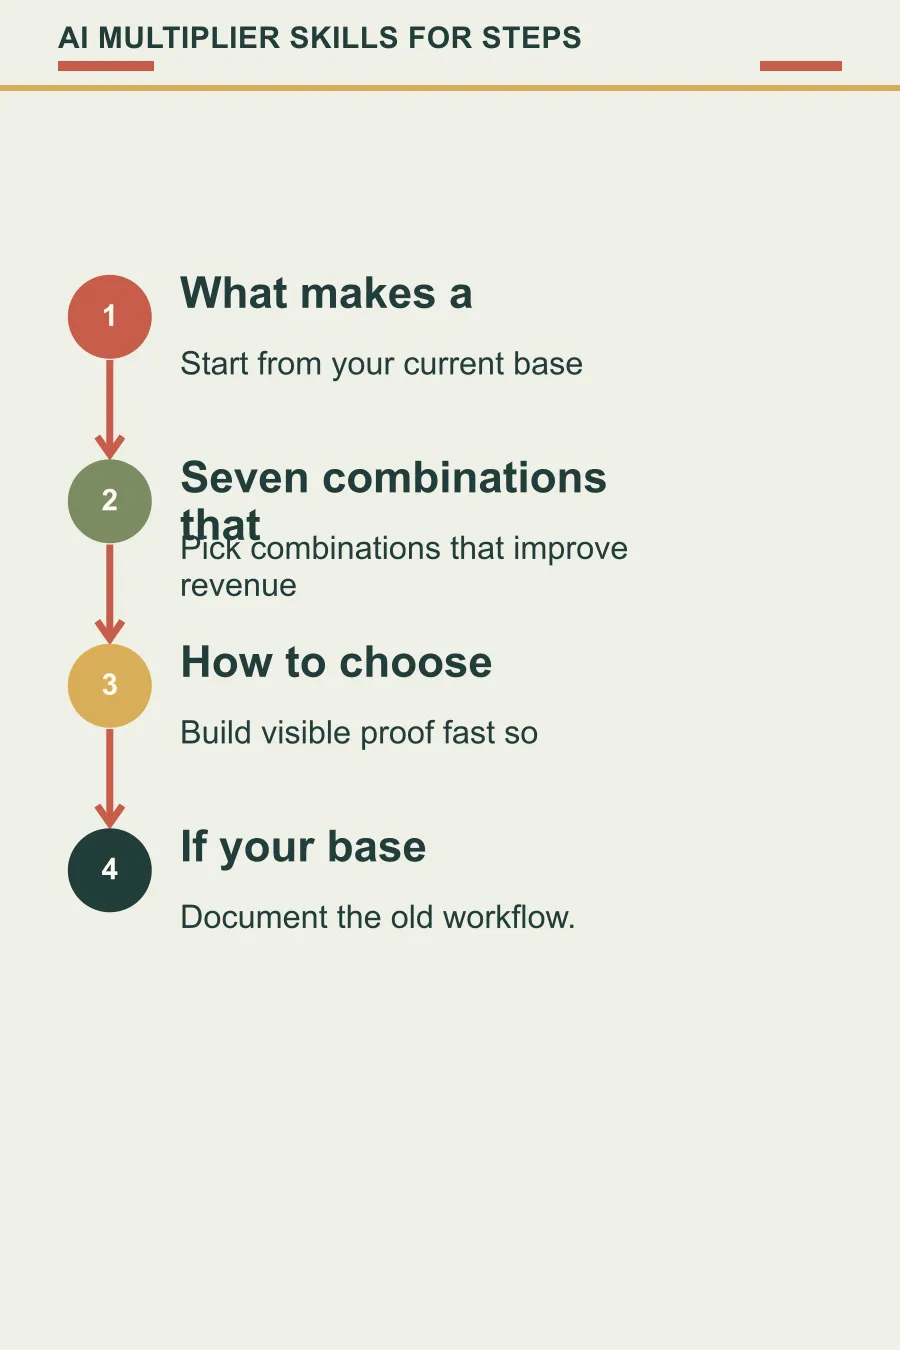 AI MULTIPLIER SKILLS FOR STEPS
1
What makes a
Start from your current base
2
Seven combinations
that
Pick combinations that improve
revenue
3
How to choose
Build visible proof fast so
4
If your base
Document the old workflow.